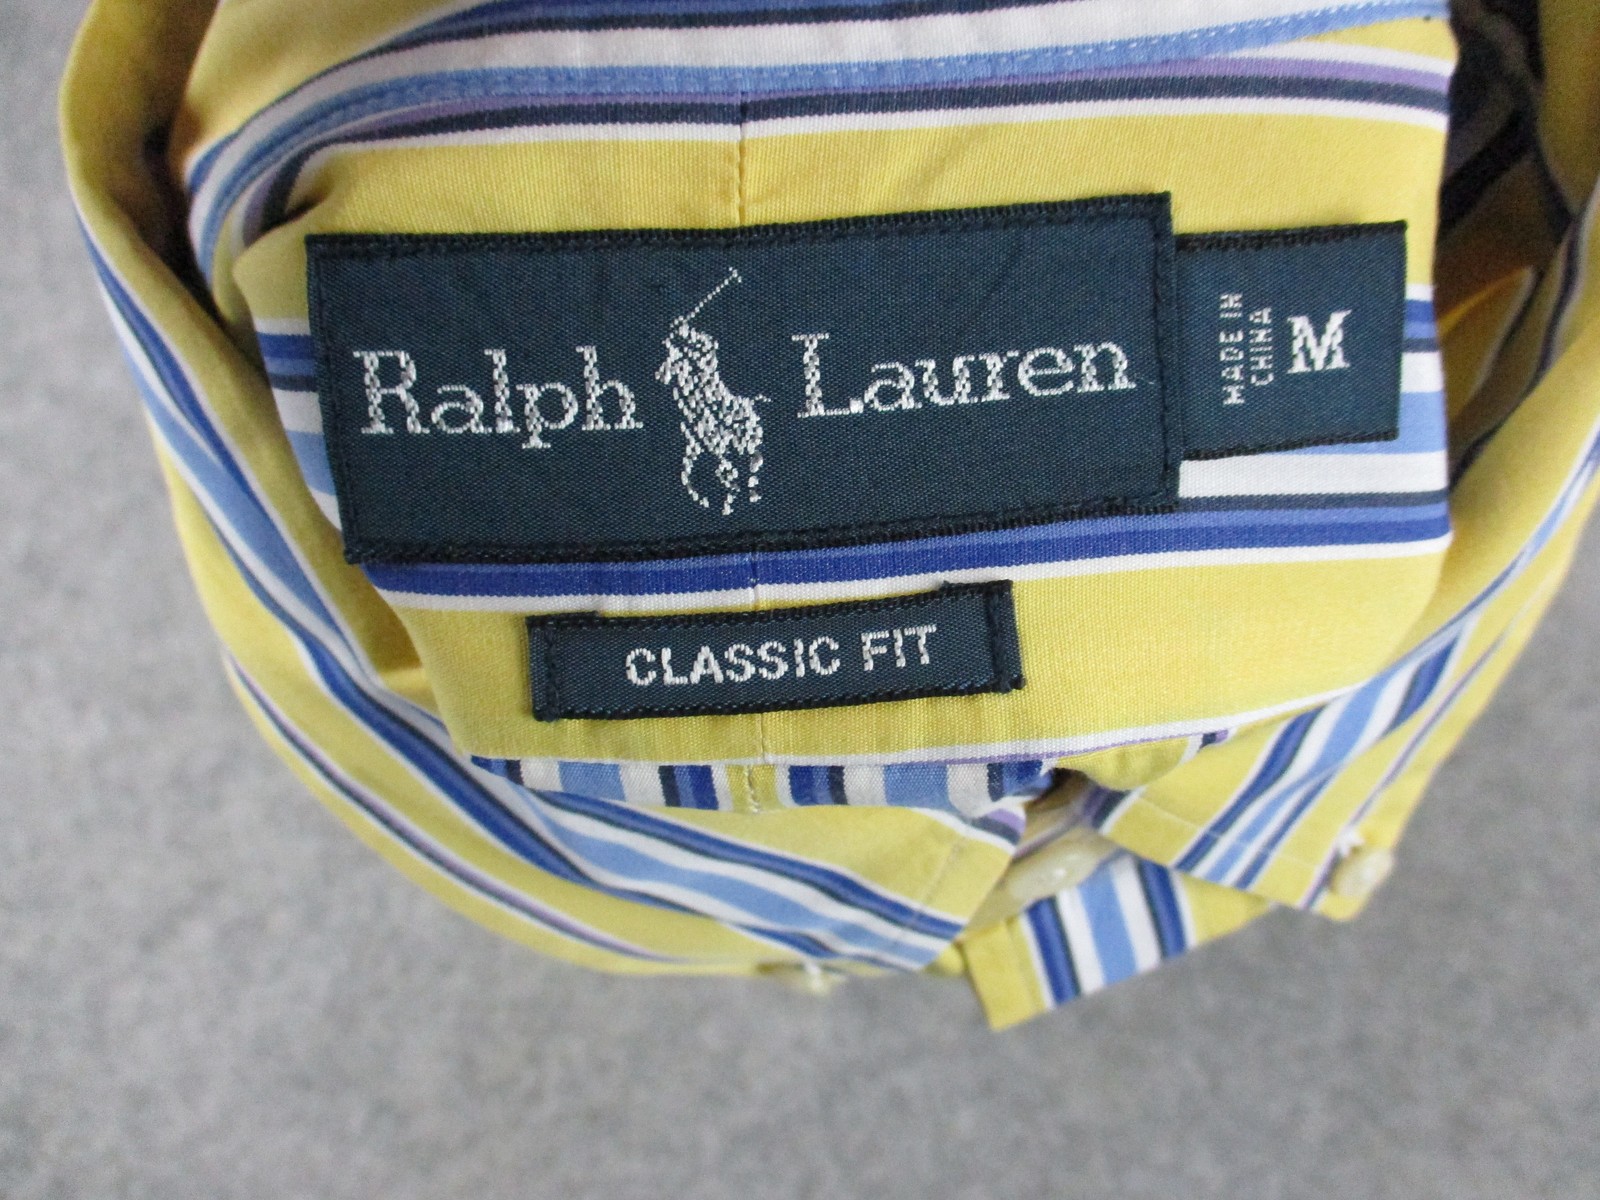 Ralph Lauren
MADE IN
CHINA
M
CLASSIC FIT